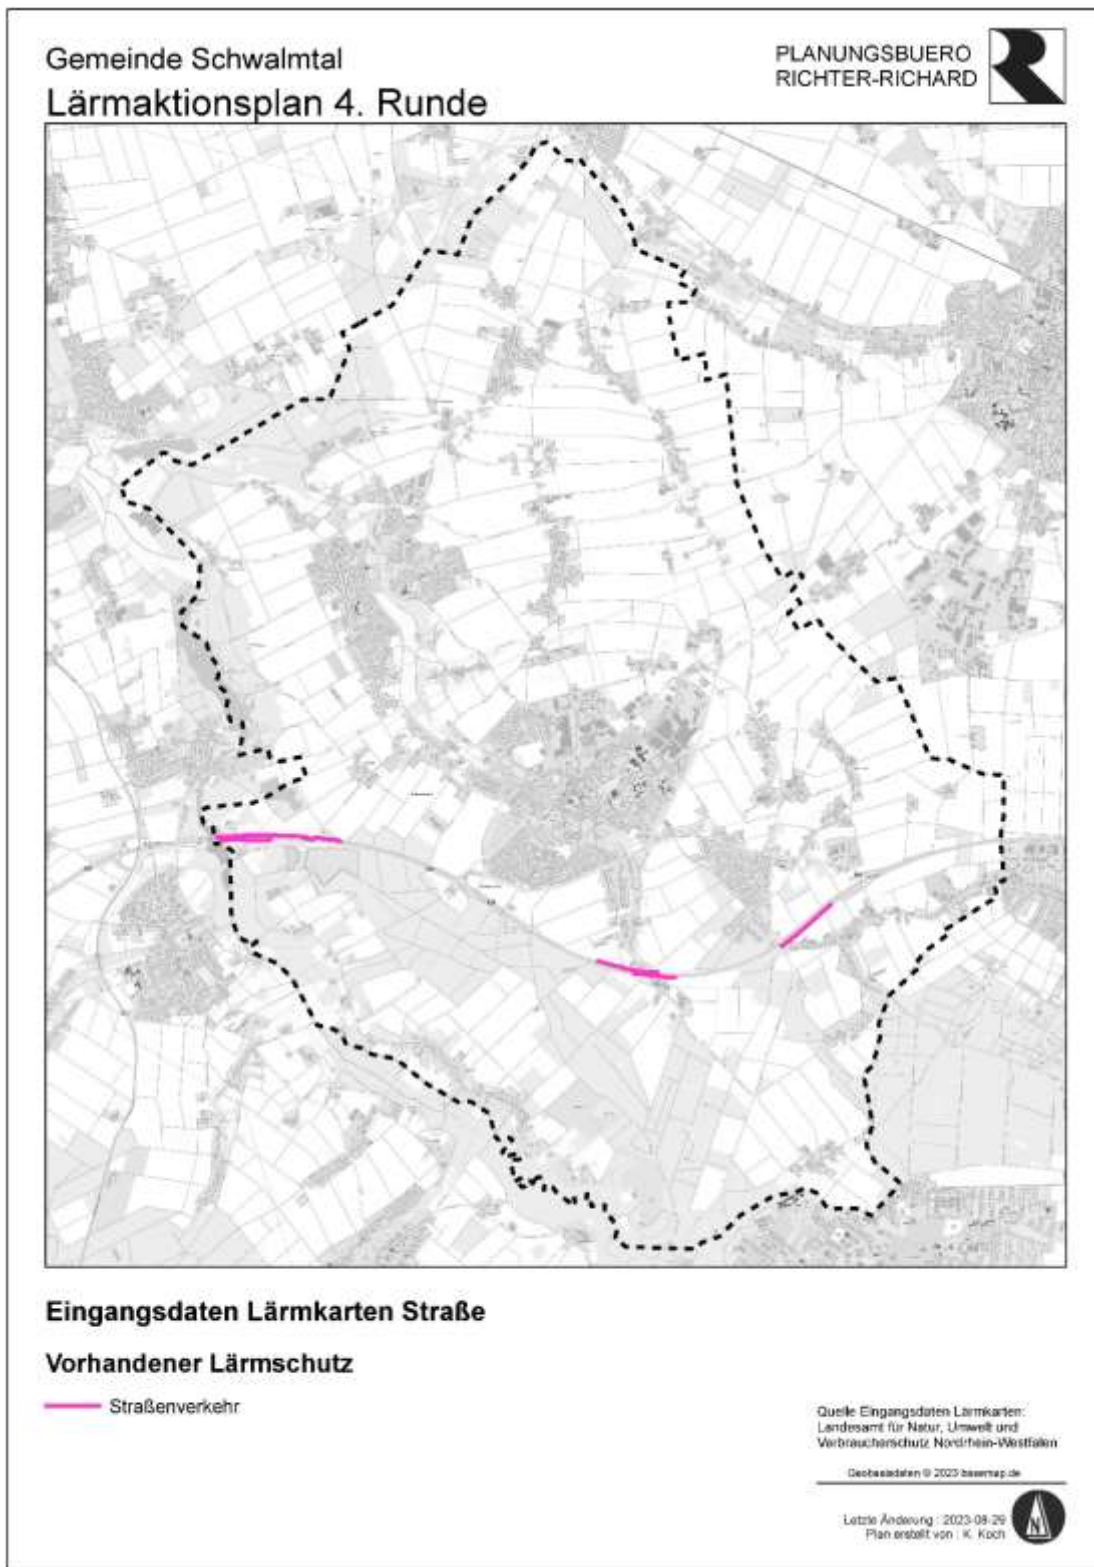 Gemeinde Schwalmtal
Lärmaktionsplan 4. Runde
PLANUNGSBUERO
RICHTER-RICHARD
Eingangsdaten Lärmkarten Straße
Vorhandener Lärmschutz
Straßenverkehr
Quelle Eingangsdaten Lärmkarten:
Landesamt für Natur, Umwelt und
Verbraucherschutz Nordrhein-Westfalen
Geobasisdaten © 2023 basemap.de
Letzte Änderung : 2023-08-29
Plan erstellt von : K. Koch
N